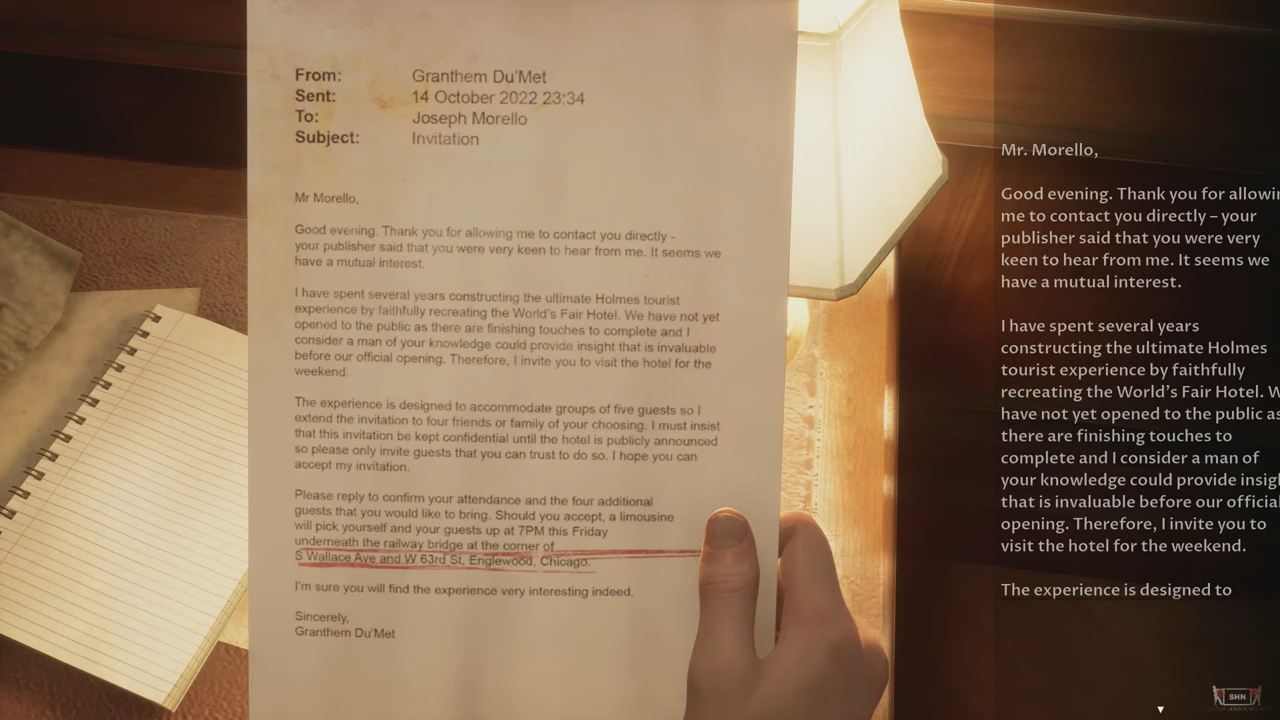 From: Granthem Du'Met
Sent: 14 October 2022 23:34
To: Joseph Morello
Subject: Invitation
Mr Morello,
Good evening. Thank you for allowing me to contact you directly -
your publisher said that you were very keen to hear from me. It seems we
have a mutual interest.
I have spent several years constructing the ultimate Holmes tourist
experience by faithfully recreating the World's Fair Hotel. We have not yet
opened to the public as there are finishing touches to complete and I
consider a man of your knowledge could provide insight that is invaluable
before our official opening. Therefore, I invite you to visit the hotel for the
weekend.
The experience is designed to accommodate groups of five guests so I
extend the invitation to four friends or family of your choosing. I must insist
that this invitation be kept confidential until the hotel is publicly announced
so please only invite guests that you can trust to do so. I hope you can
accept my invitation.
Please reply to confirm your attendance and the four additional
guests that you would like to bring. Should you accept, a limousine
will pick yourself and your guests up at 7PM this Friday
underneath the railway bridge at the corner of
S Wallace Ave and W 63rd St, Englewood, Chicago.
I'm sure you will find the experience very interesting indeed.
Sincerely,
Granthem Du'Met
Mr. Morello,
Good evening. Thank you for allowin
me to contact you directly – your
publisher said that you were very
keen to hear from me. It seems we
have a mutual interest.
I have spent several years
constructing the ultimate Holmes
tourist experience by faithfully
recreating the World's Fair Hotel. W
have not yet opened to the public as
there are finishing touches to
complete and I consider a man of
your knowledge could provide insigh
that is invaluable before our official
opening. Therefore, I invite you to
visit the hotel for the weekend.
The experience is designed to
SHN